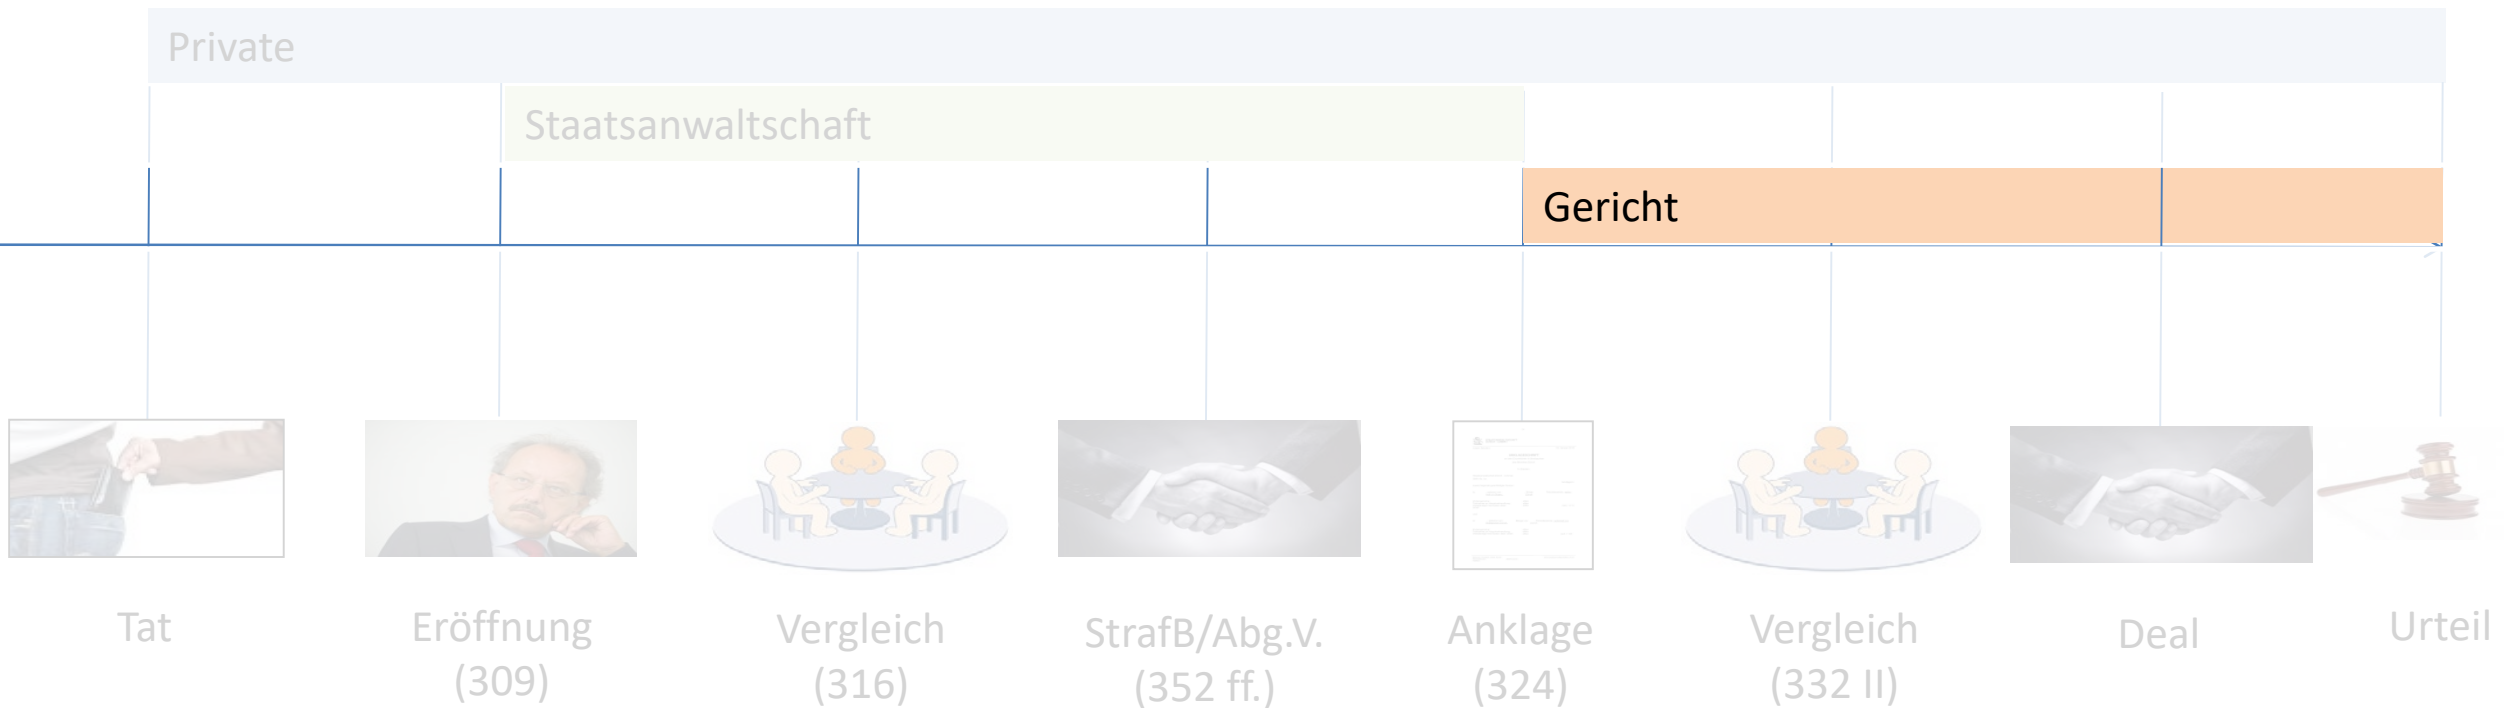 Private
Staatsanwaltschaft
Gericht
Tat
Eröffnung
(309)
Vergleich
(316)
StrafB/Abg.V.
(352 ff.)
Anklage
(324)
Vergleich
(332 II)
Deal
Urteil